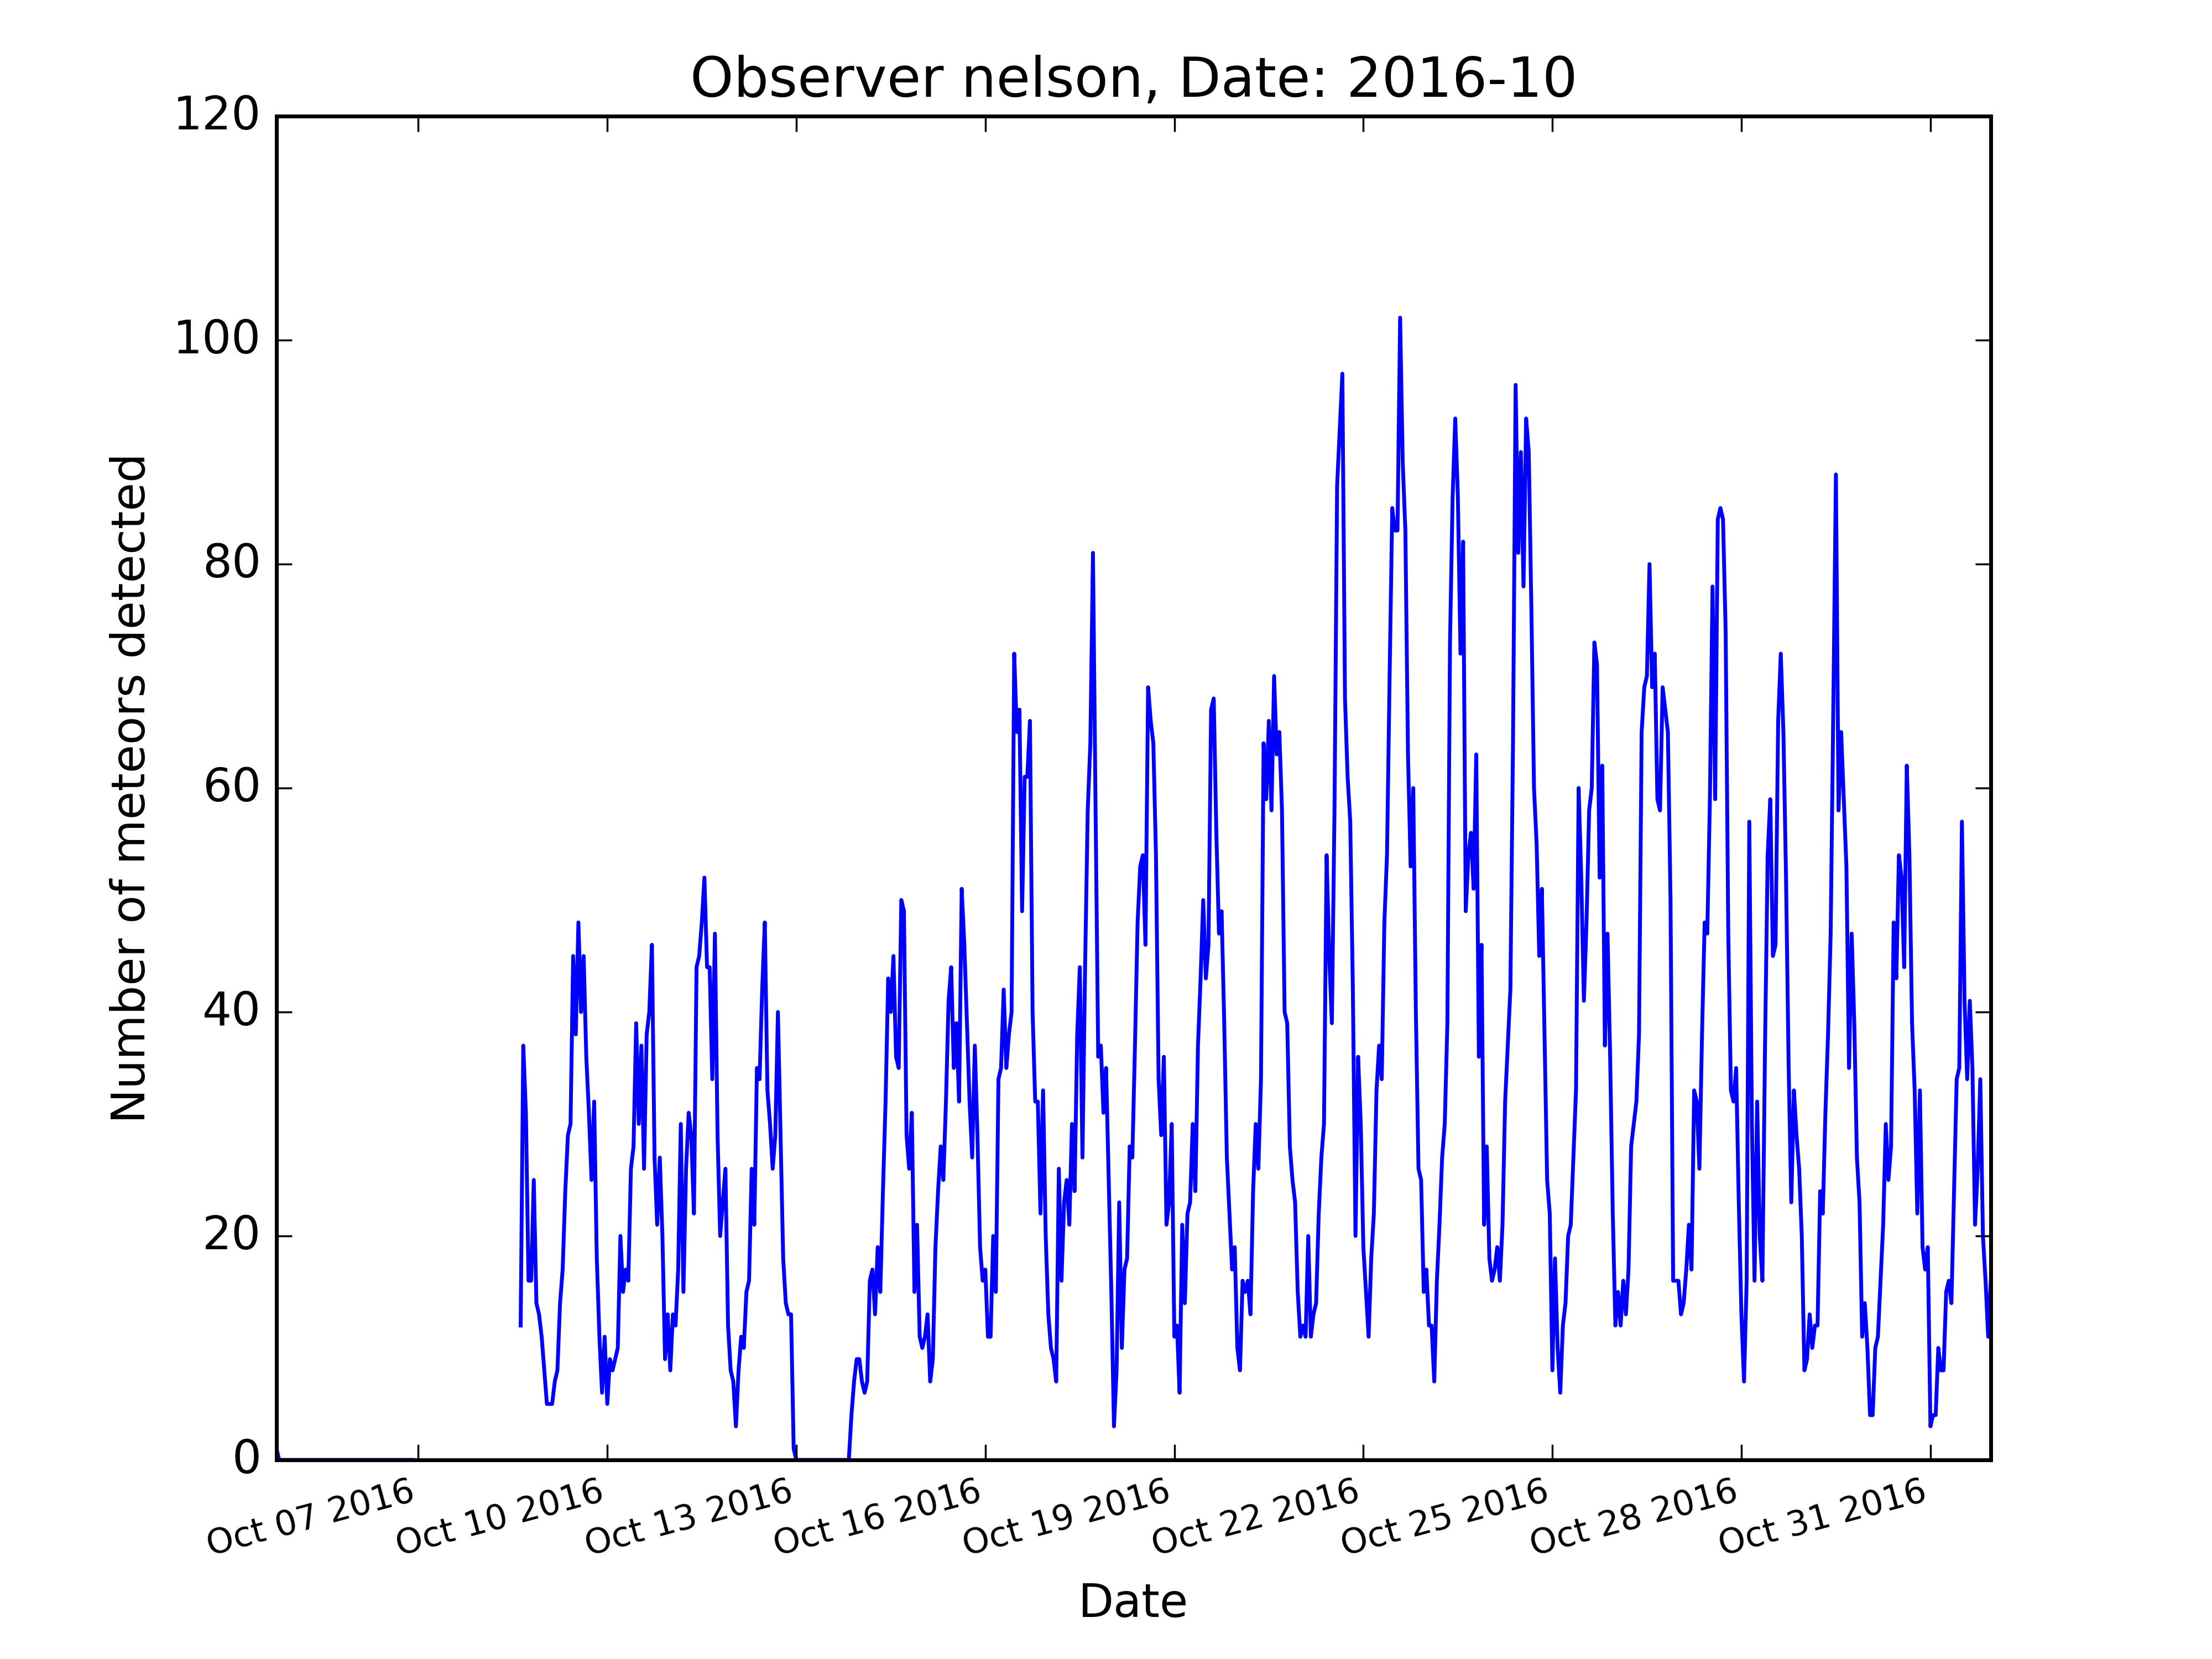 Observer nelson, Date: 2016-10
120
100
80
60
40
20
0
Number of meteors detected
Oct 07 2016
Oct 10 2016
Oct 13 2016
Oct 16 2016
Oct 19 2016
Oct 22 2016
Oct 25 2016
Oct 28 2016
Oct 31 2016
Date